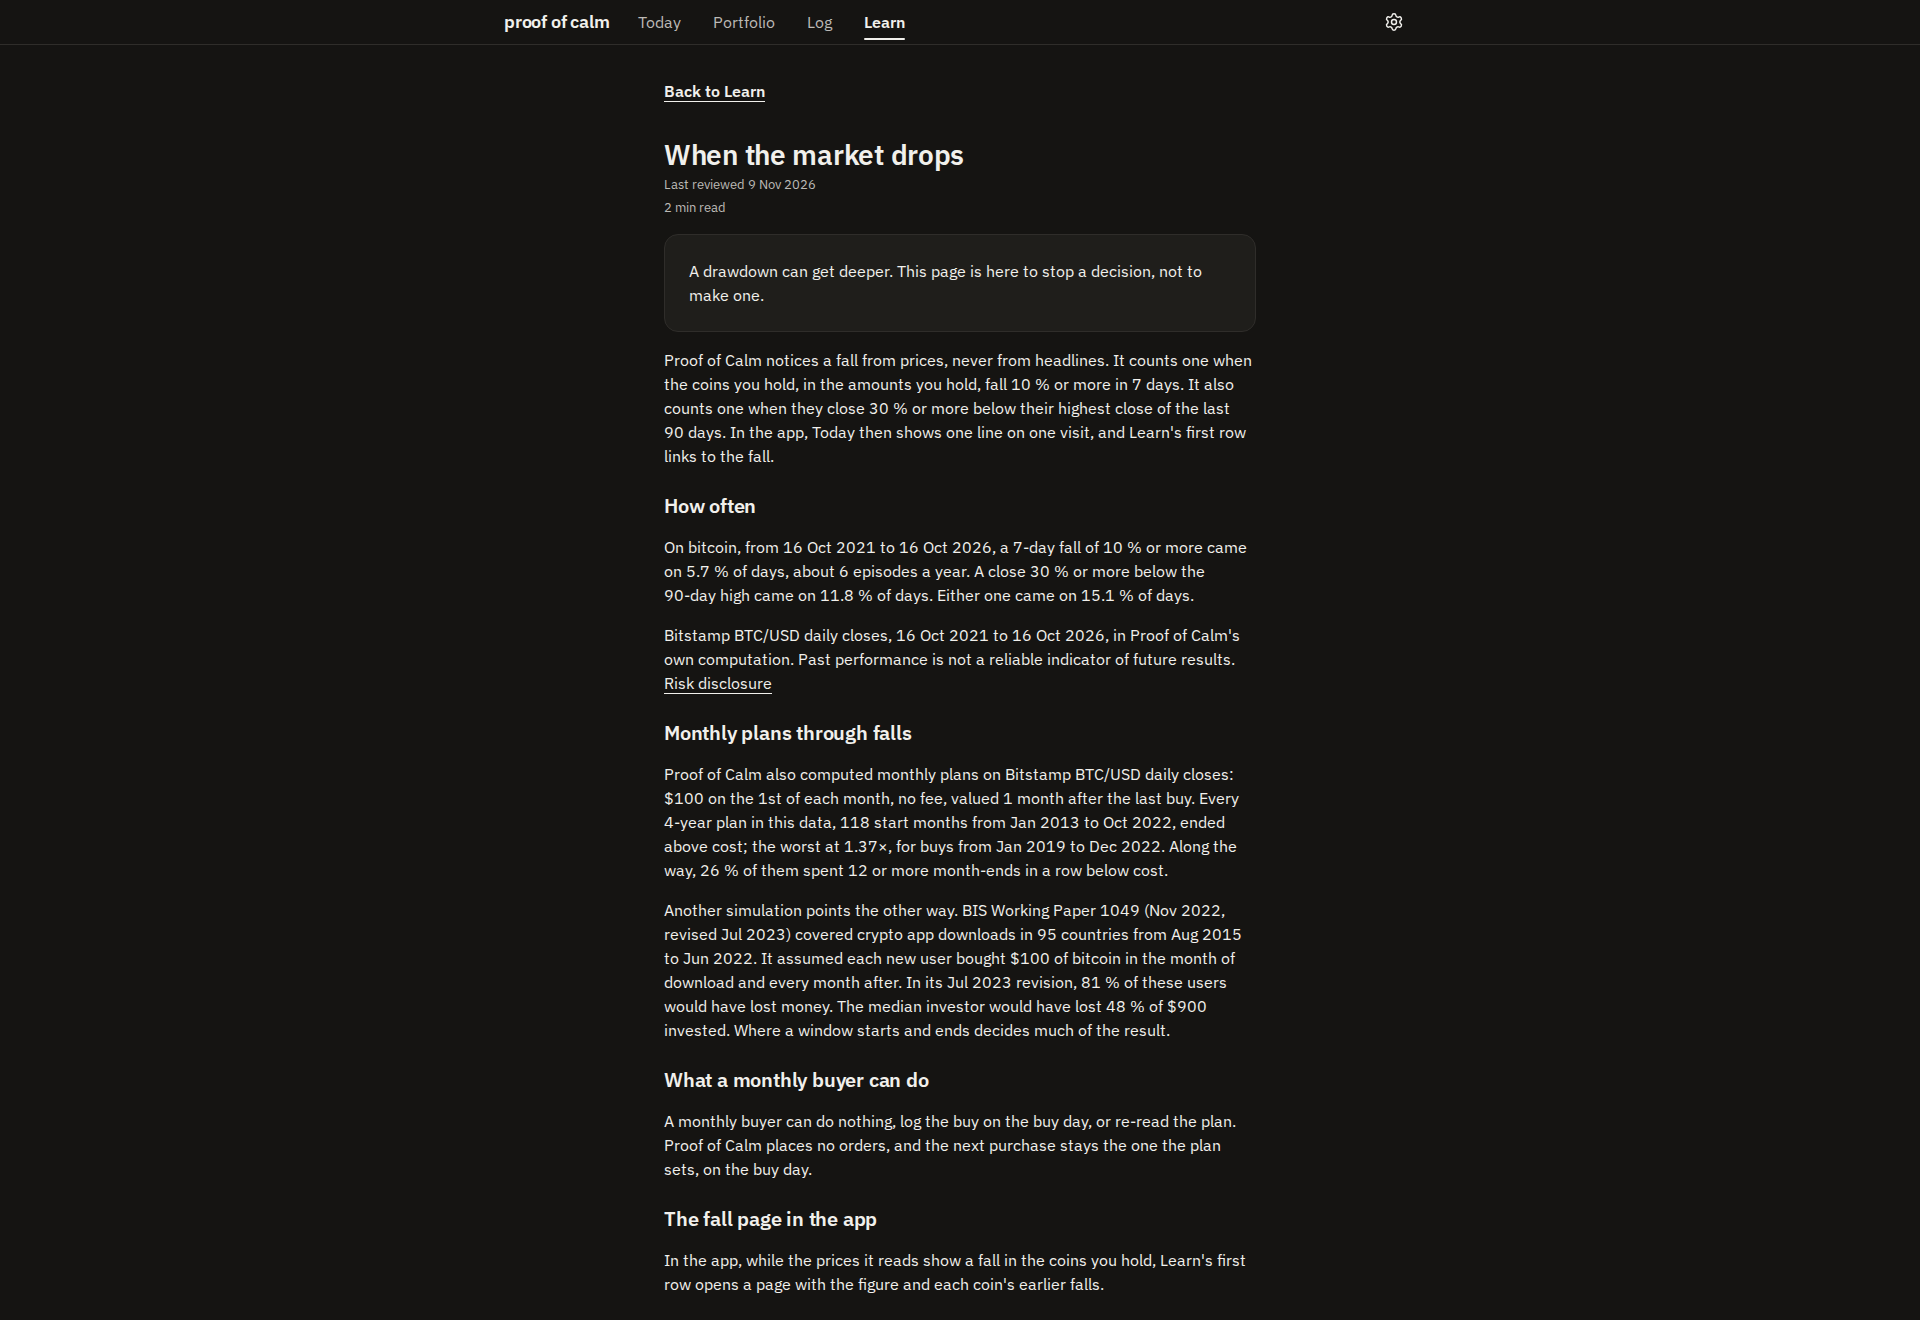 proof of calm Today Portfolio Log Learn
Back to Learn
When the market drops
Last reviewed 9 Nov 2026
2 min read
A drawdown can get deeper. This page is here to stop a decision, not to
make one.
Proof of Calm notices a fall from prices, never from headlines. It counts one when
the coins you hold, in the amounts you hold, fall 10 % or more in 7 days. It also
counts one when they close 30 % or more below their highest close of the last
90 days. In the app, Today then shows one line on one visit, and Learn's first row
links to the fall.
How often
On bitcoin, from 16 Oct 2021 to 16 Oct 2026, a 7-day fall of 10 % or more came
on 5.7 % of days, about 6 episodes a year. A close 30 % or more below the
90-day high came on 11.8 % of days. Either one came on 15.1 % of days.
Bitstamp BTC/USD daily closes, 16 Oct 2021 to 16 Oct 2026, in Proof of Calm's
own computation. Past performance is not a reliable indicator of future results.
Risk disclosure
Monthly plans through falls
Proof of Calm also computed monthly plans on Bitstamp BTC/USD daily closes:
$100 on the 1st of each month, no fee, valued 1 month after the last buy. Every
4-year plan in this data, 118 start months from Jan 2013 to Oct 2022, ended
above cost; the worst at 1.37×, for buys from Jan 2019 to Dec 2022. Along the
way, 26 % of them spent 12 or more month-ends in a row below cost.
Another simulation points the other way. BIS Working Paper 1049 (Nov 2022,
revised Jul 2023) covered crypto app downloads in 95 countries from Aug 2015
to Jun 2022. It assumed each new user bought $100 of bitcoin in the month of
download and every month after. In its Jul 2023 revision, 81 % of these users
would have lost money. The median investor would have lost 48 % of $900
invested. Where a window starts and ends decides much of the result.
What a monthly buyer can do
A monthly buyer can do nothing, log the buy on the buy day, or re-read the plan.
Proof of Calm places no orders, and the next purchase stays the one the plan
sets, on the buy day.
The fall page in the app
In the app, while the prices it reads show a fall in the coins you hold, Learn's first
row opens a page with the figure and each coin's earlier falls.